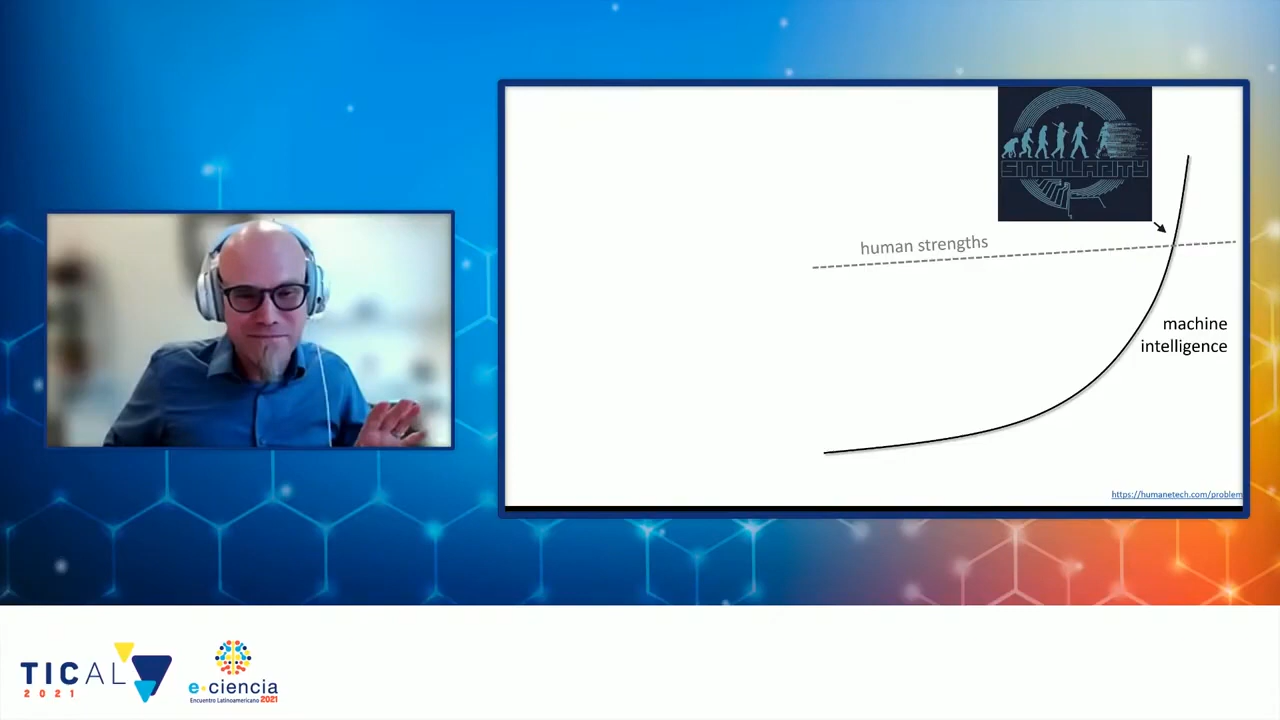 SINGULARITY
human strengths
machine
intelligence
https://humanetech.com/problem
TICAL
2021
e·ciencia
Encuentro Latinoamericano 2021